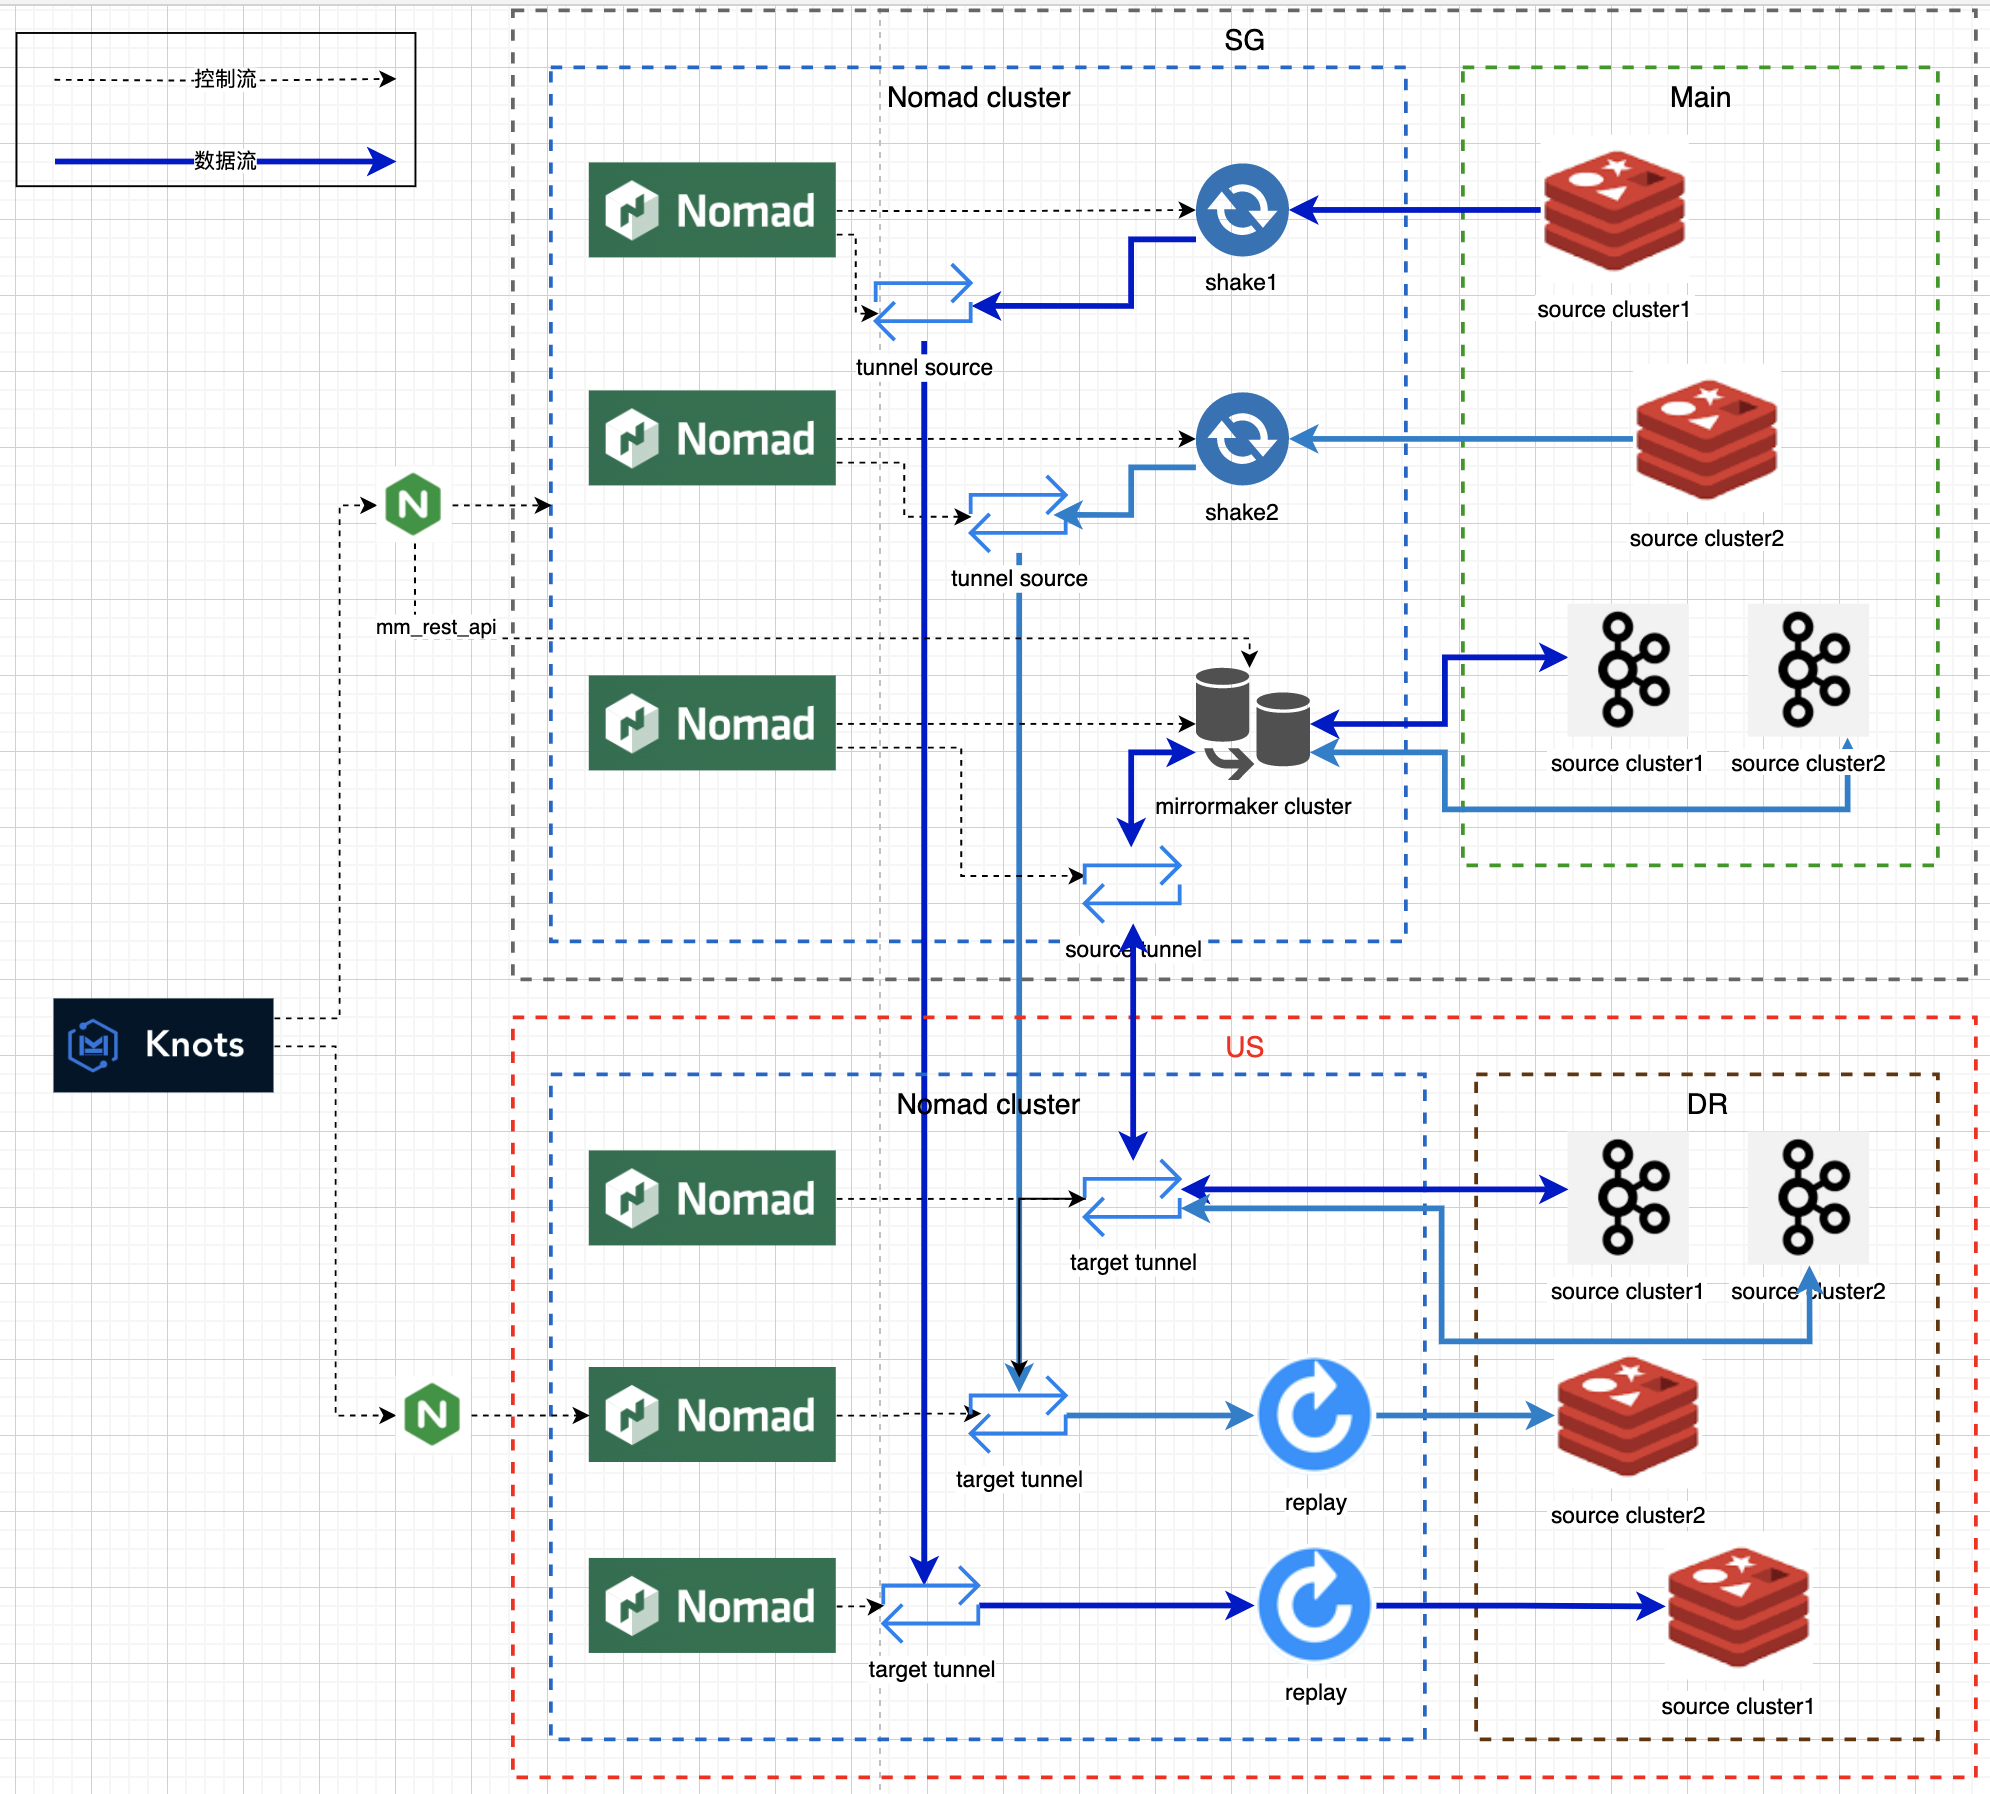 控制流
数据流
SG
Nomad cluster
Main
Nomad
shake1
source cluster1
tunnel source
Nomad
shake2
source cluster2
tunnel source
N
mm_rest_api
Nomad
source cluster1
source cluster2
mirrormaker cluster
source tunnel
Knots
US
Nomad cluster
DR
Nomad
target tunnel
source cluster1
source cluster2
N
Nomad
target tunnel
replay
source cluster2
Nomad
target tunnel
replay
source cluster1